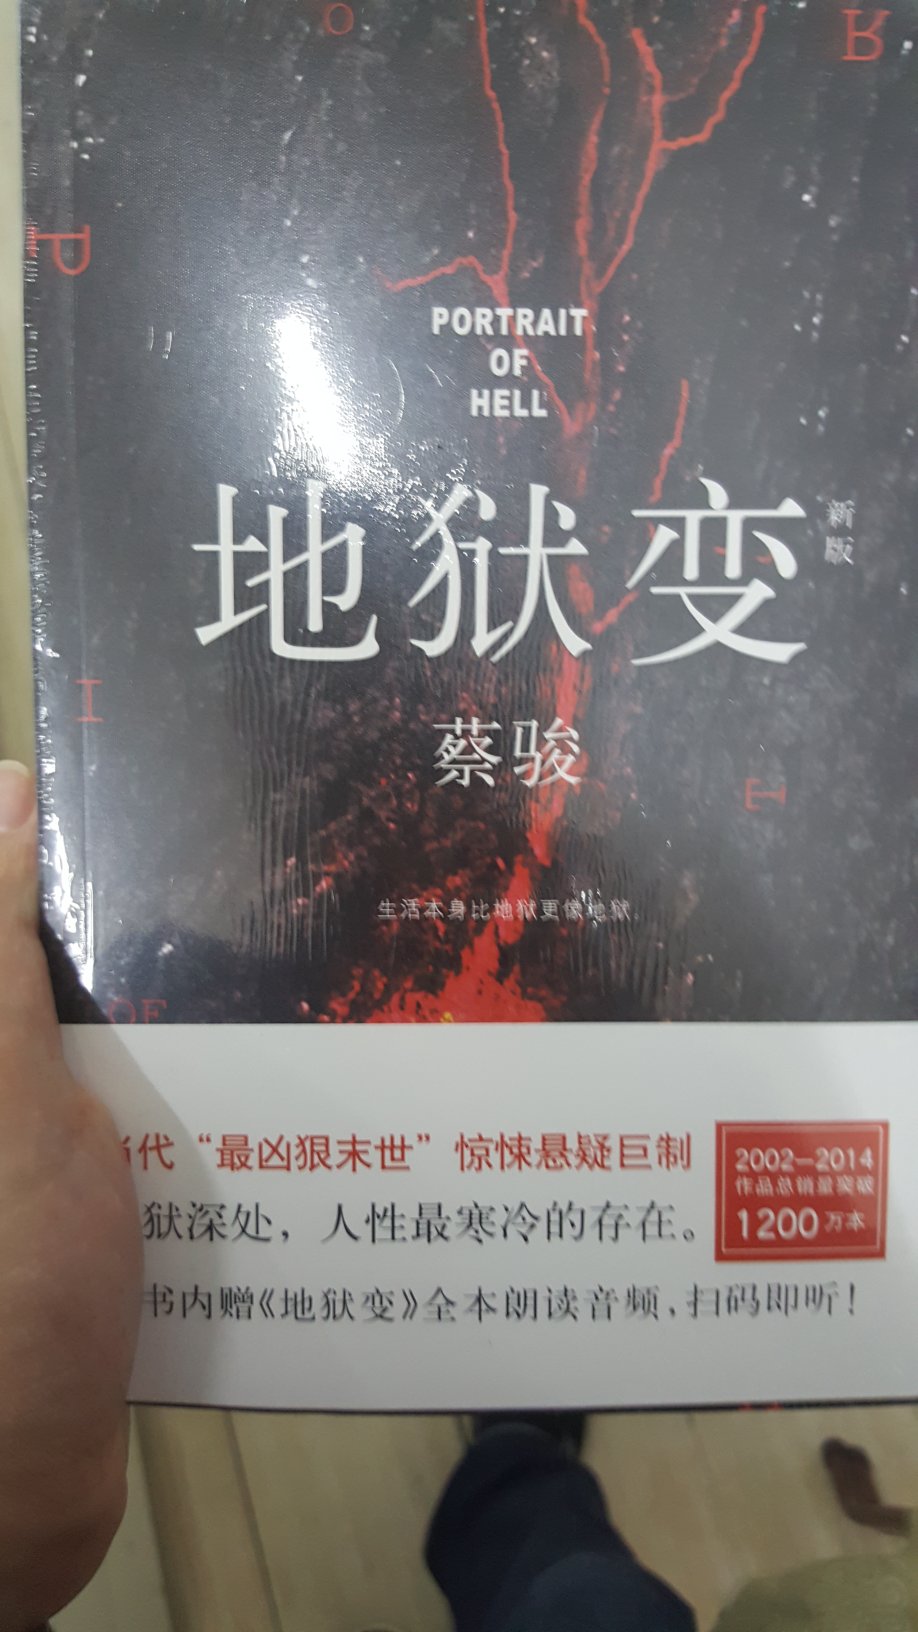 O
R
P
PORTRAIT
OF
HELL
地狱变
新版
蔡骏
I
T
生活本身比地狱更像地狱。
OF
当代“最凶狠末世”惊悚悬疑巨制
狱深处，人性最寒冷的存在。
书内赠《地狱变》全本朗读音频，扫码即听！
2002—2014
作品总销量突破
1200万本